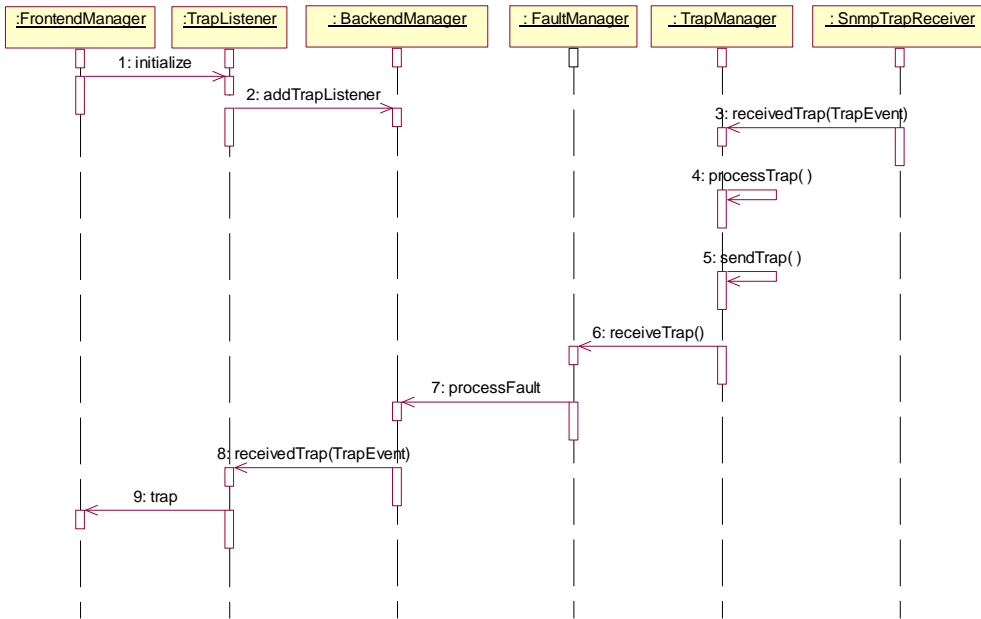 :FrontendManager
:TrapListener
: BackendManager
: FaultManager
: TrapManager
: SnmpTrapReceiver
1: initialize
2: addTrapListener
3: receivedTrap(TrapEvent)
4: processTrap( )
5: sendTrap( )
6: receiveTrap()
7: processFault
8: receivedTrap(TrapEvent)
9: trap